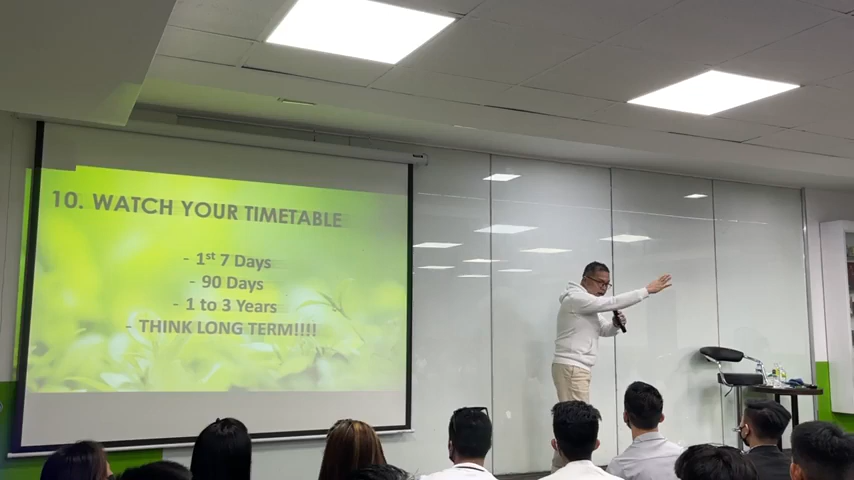 10. WATCH YOUR TIMETABLE
- 1st 7 Days
- 90 Days
- 1 to 3 Years
- THINK LONG TERM!!!!